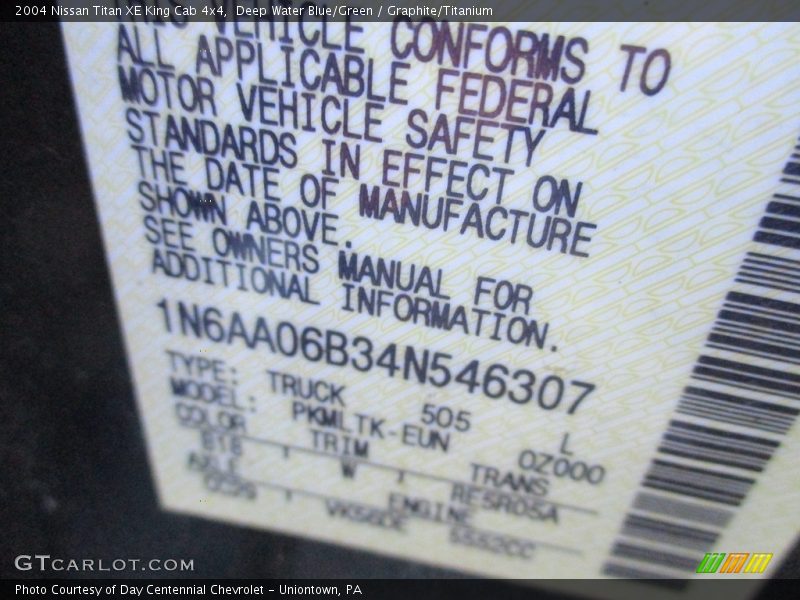 2004 Nissan Titan XE King Cab 4x4, Deep Water Blue/Green / Graphite/Titanium
VEHICLE CONFORMS TO
ALL APPLICABLE FEDERAL
MOTOR VEHICLE SAFETY
STANDARDS IN EFFECT ON
THE DATE OF MANUFACTURE
SHOWN ABOVE.
SEE OWNERS MANUAL FOR
ADDITIONAL INFORMATION.
1N6AA06B34N546307
TYPE: TRUCK 505 L
MODEL: PKMLTK-EUN 0Z000
COLOR TRIM TRANS
B18 W RE5R05A
AXLE ENGINE
VK56DE 5552CC
GTCARLOT.COM
Photo Courtesy of Day Centennial Chevrolet - Uniontown, PA